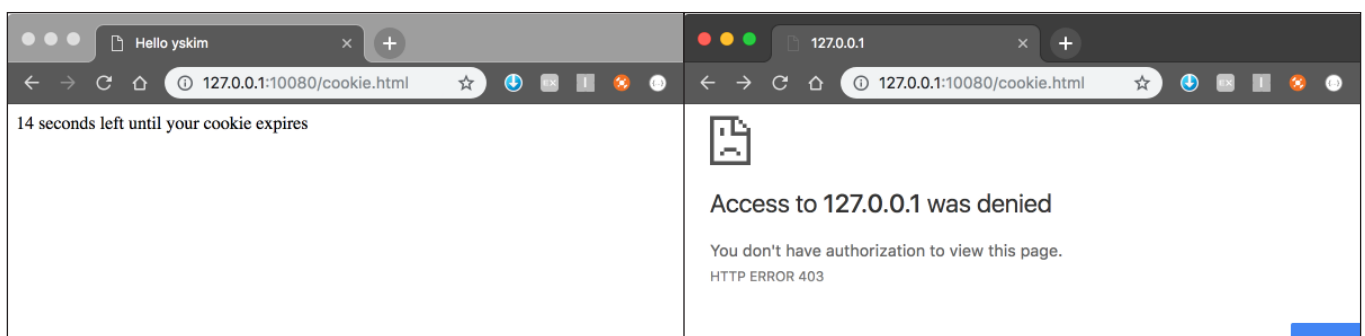 Hello yskim
127.0.0.1:10080/cookie.html
14 seconds left until your cookie expires
127.0.0.1
127.0.0.1:10080/cookie.html
Access to 127.0.0.1 was denied
You don't have authorization to view this page.
HTTP ERROR 403